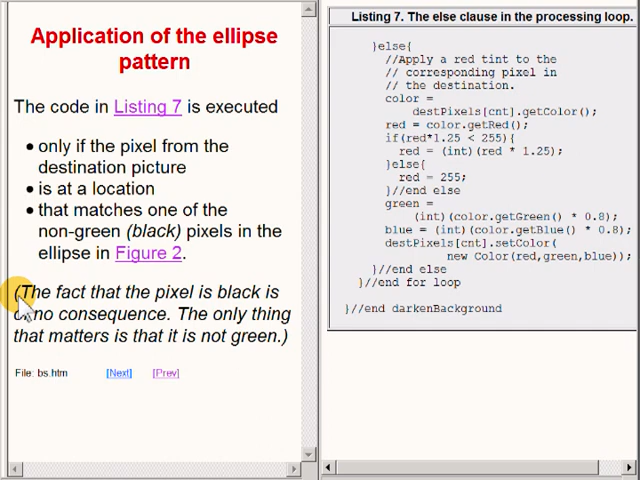 Application of the ellipse
pattern
The code in Listing 7 is executed
• only if the pixel from the
destination picture
• is at a location
• that matches one of the
non-green (black) pixels in the
ellipse in Figure 2.
(The fact that the pixel is black is
of no consequence. The only thing
that matters is that it is not green.)
File: bs.htm [Next] [Prev]
Listing 7. The else clause in the processing loop.
}else{
//Apply a red tint to the
// corresponding pixel in
// the destination.
color =
destPixels[cnt].getColor();
red = color.getRed();
if(red*1.25 < 255){
red = (int)(red * 1.25);
}else{
red = 255;
}//end else
green =
(int)(color.getGreen() * 0.8);
blue = (int)(color.getBlue() * 0.8);
destPixels[cnt].setColor(
new Color(red,green,blue));
}//end else
}//end for loop
}//end darkenBackground